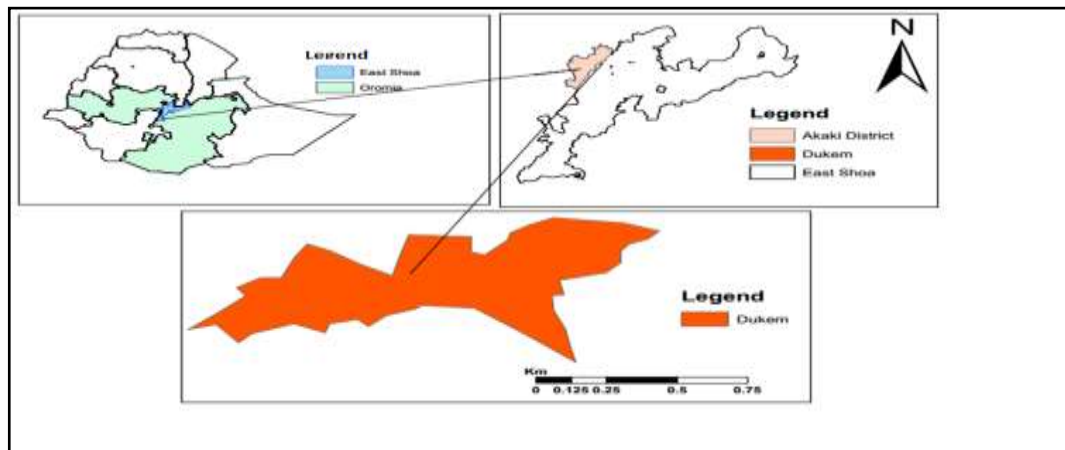 Legend
East Shoa
Oromia
N
Legend
Akaki District
Dukem
East Shoa
Legend
Dukem
Km
0 0.125 0.25 0.5 0.75